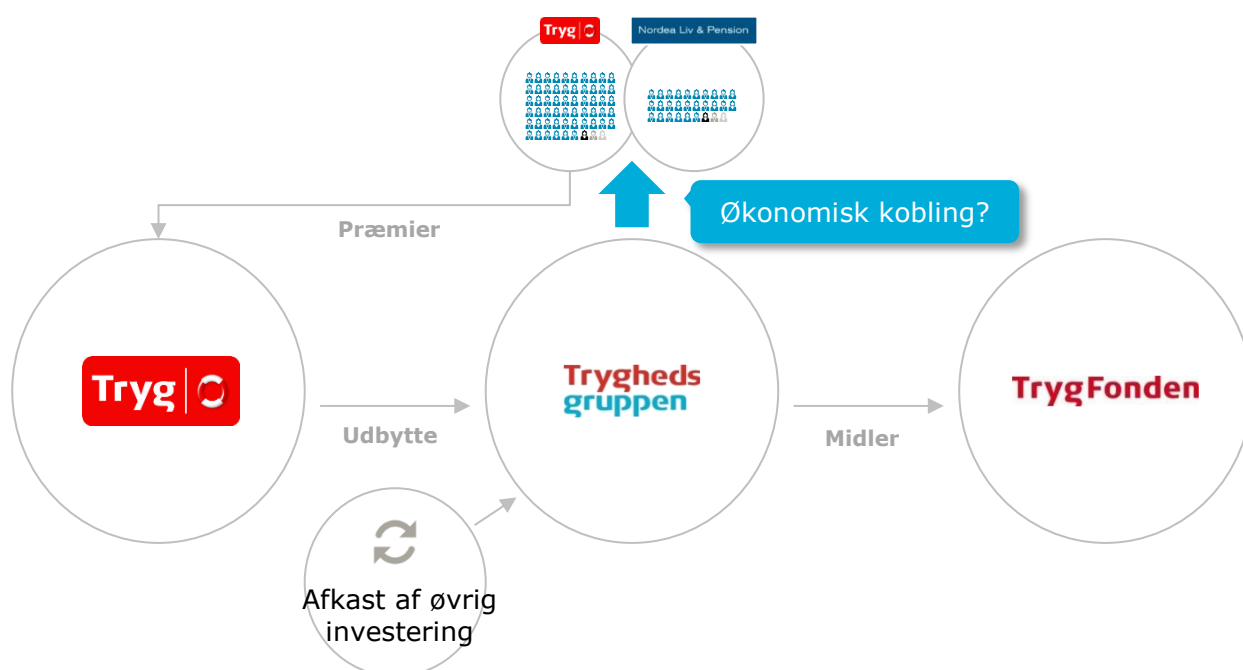 Tryg
Nordea Liv & Pension
Økonomisk kobling?
Præmier
Tryg
Trygheds
gruppen
TrygFonden
Udbytte
Midler
Afkast af øvrig
investering